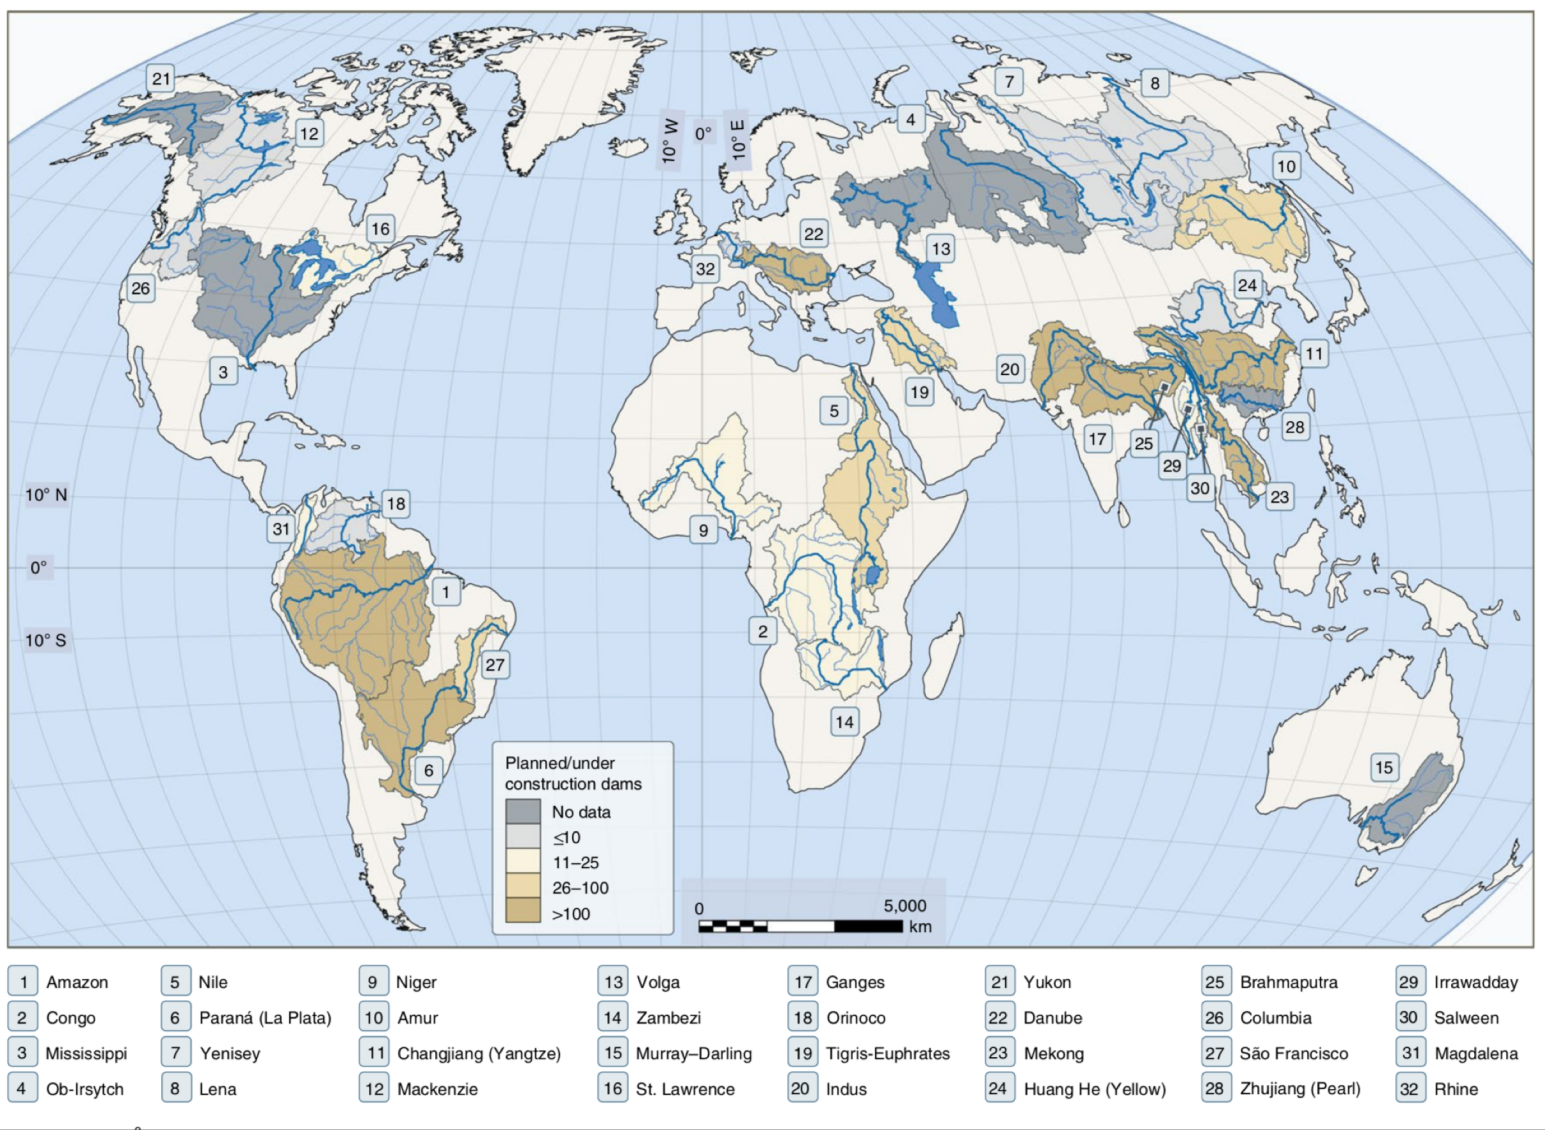 21
7
8
12
4
10° W
0°
10° E
10
16
22
13
32
26
24
11
3
20
19
5
17
25
28
29
10° N
18
30
23
31
9
0°
1
2
10° S
27
14
6
15
Planned/under
construction dams
No data
≤10
11–25
26–100
>100
0
5,000
km
1 Amazon
5 Nile
9 Niger
13 Volga
17 Ganges
21 Yukon
25 Brahmaputra
29 Irrawadday
2 Congo
6 Paraná (La Plata)
10 Amur
14 Zambezi
18 Orinoco
22 Danube
26 Columbia
30 Salween
3 Mississippi
7 Yenisey
11 Changjiang (Yangtze)
15 Murray–Darling
19 Tigris-Euphrates
23 Mekong
27 São Francisco
31 Magdalena
4 Ob-Irsytch
8 Lena
12 Mackenzie
16 St. Lawrence
20 Indus
24 Huang He (Yellow)
28 Zhujiang (Pearl)
32 Rhine